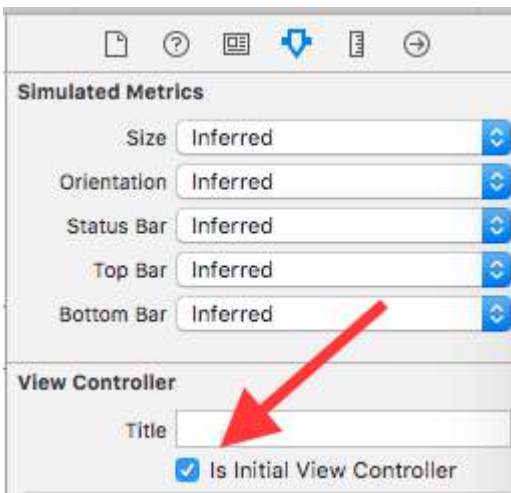 Simulated Metrics
Size Inferred
Orientation Inferred
Status Bar Inferred
Top Bar Inferred
Bottom Bar Inferred
View Controller
Title
Is Initial View Controller